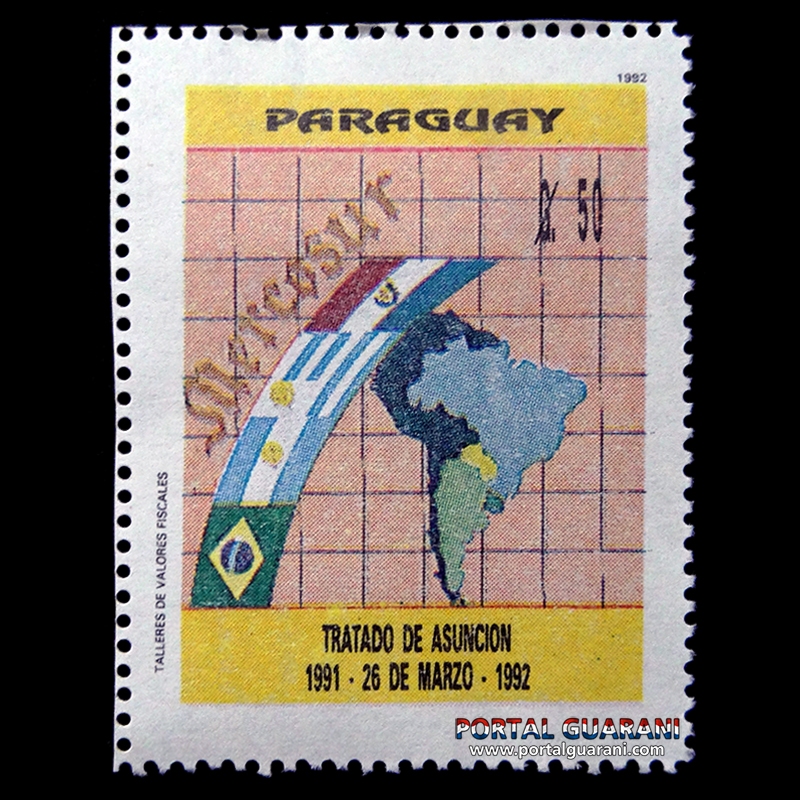 1992
PARAGUAY
₲. 50
Mercosur
TALLERES DE VALORES FISCALES
TRATADO DE ASUNCION
1991 · 26 DE MARZO · 1992
PORTAL GUARANI
www.portalguarani.com